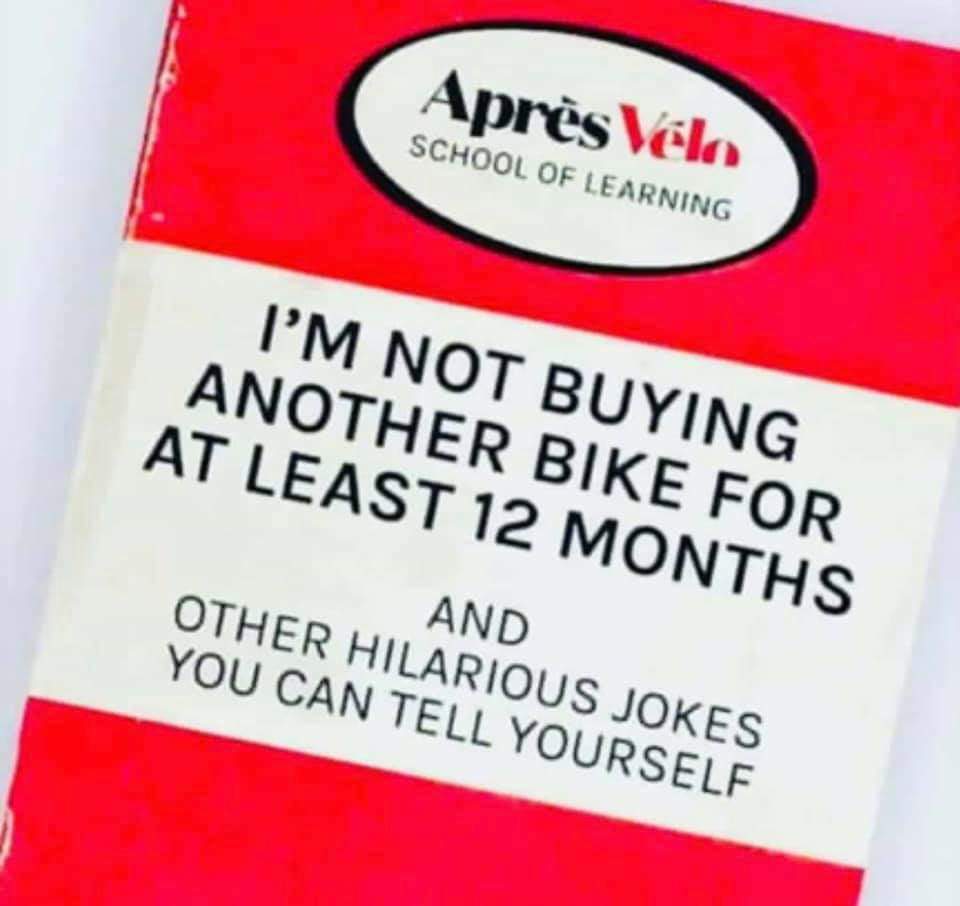 Après Vélo
SCHOOL OF LEARNING
I'M NOT BUYING
ANOTHER BIKE FOR
AT LEAST 12 MONTHS
AND
OTHER HILARIOUS JOKES
YOU CAN TELL YOURSELF